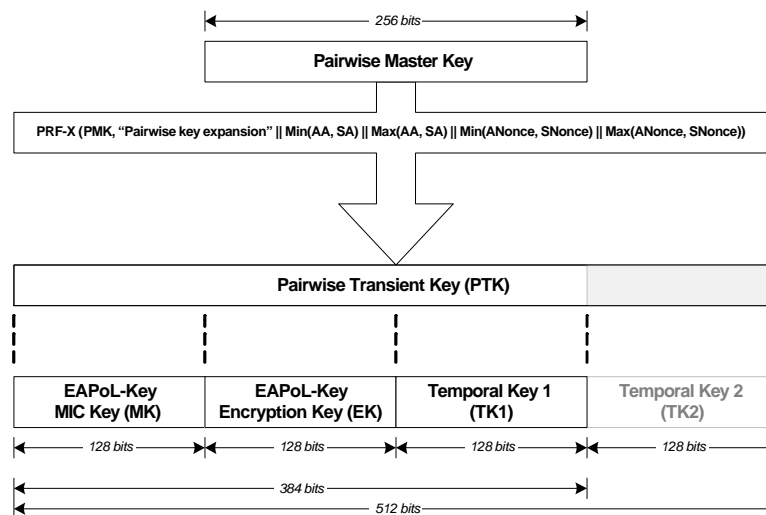 256 bits
Pairwise Master Key
PRF-X (PMK, “Pairwise key expansion” || Min(AA, SA) || Max(AA, SA) || Min(ANonce, SNonce) || Max(ANonce, SNonce))
Pairwise Transient Key (PTK)
EAPoL-Key
MIC Key (MK)
EAPoL-Key
Encryption Key (EK)
Temporal Key 1
(TK1)
Temporal Key 2
(TK2)
128 bits
128 bits
128 bits
128 bits
384 bits
512 bits